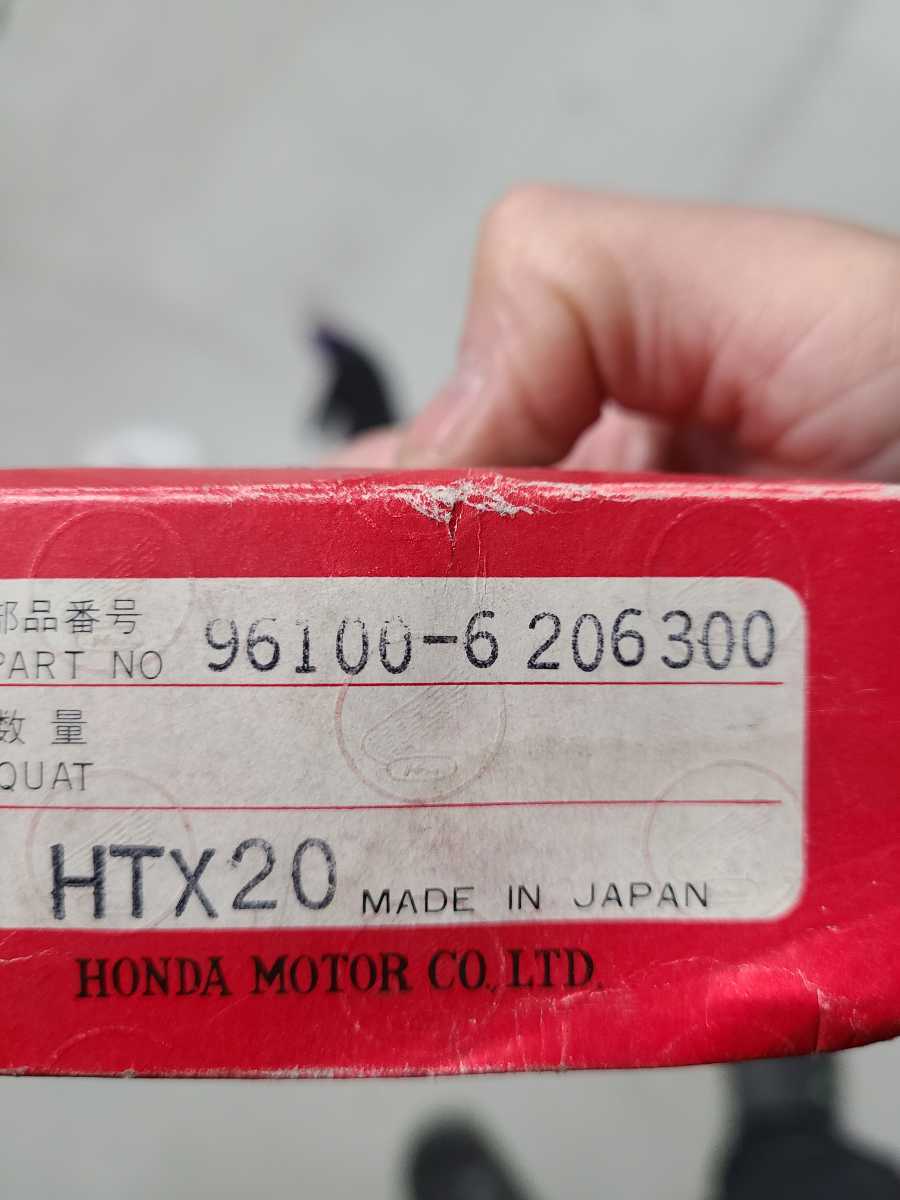 部品番号
PART NO 96100-6 206300
数量
QUAT
HTX20 MADE IN JAPAN
HONDA MOTOR CO., LTD.